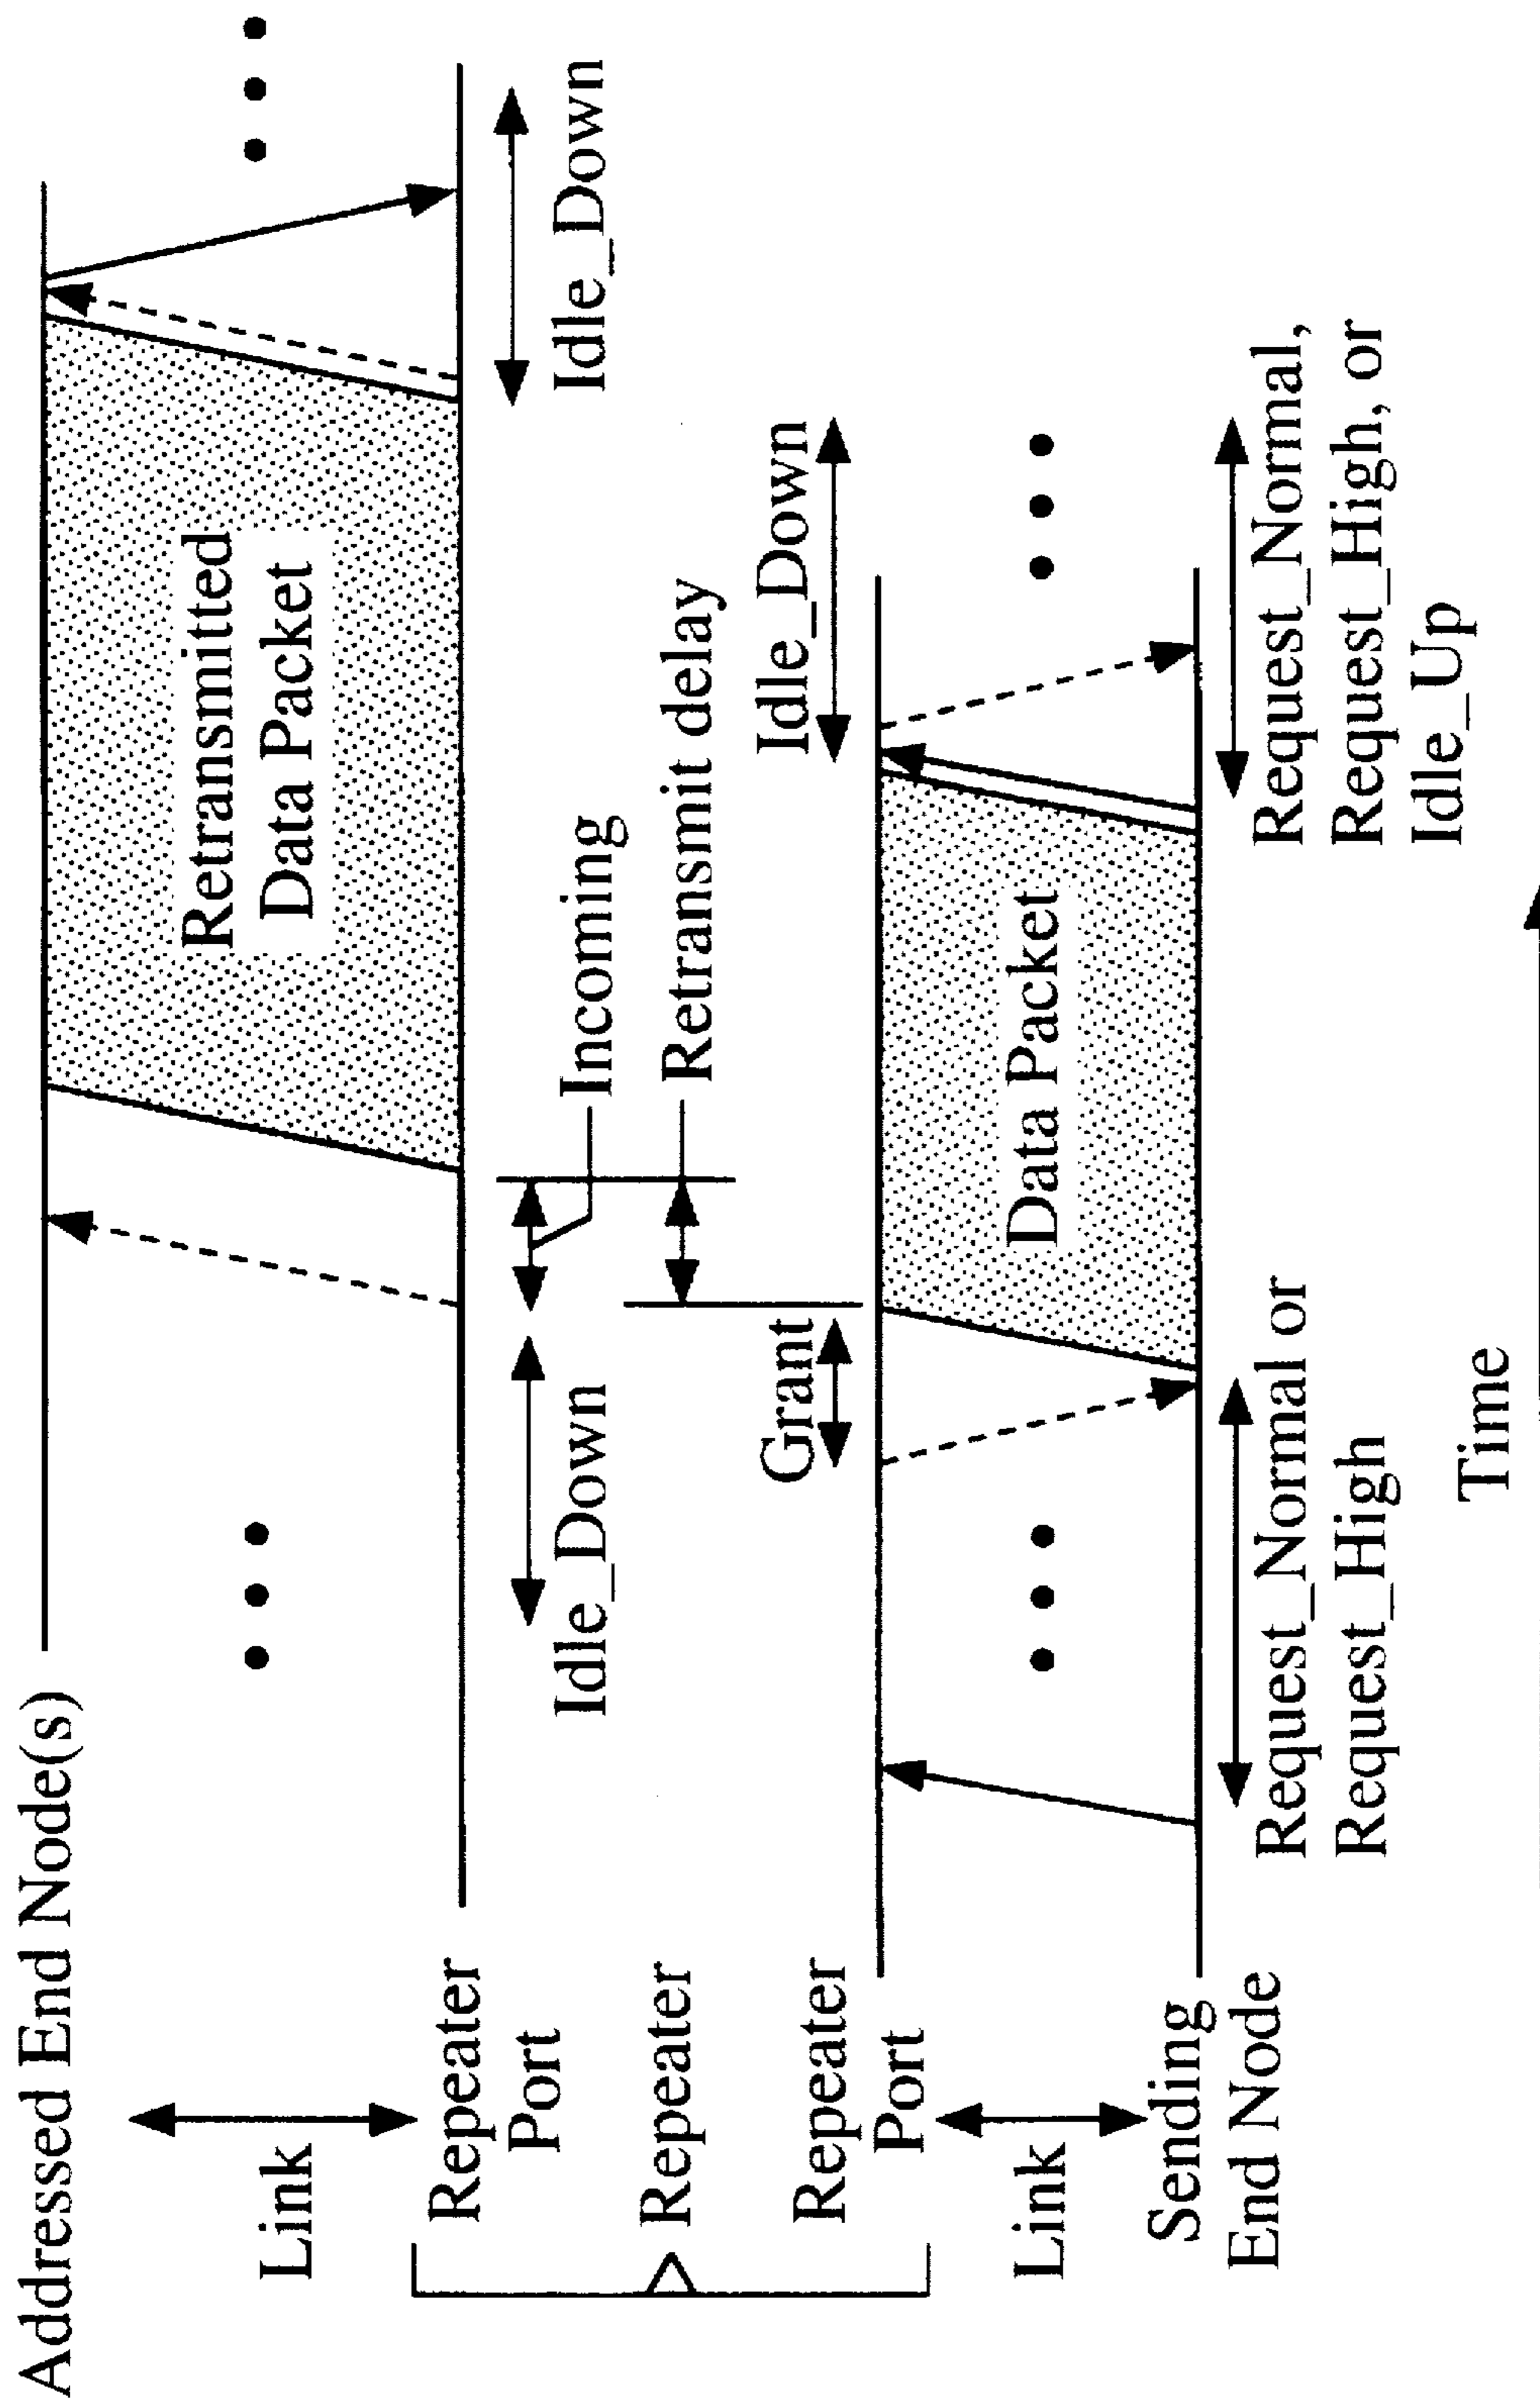 Addressed End Node(s)
Link
Retransmitted
Data Packet
Repeater
Port
Idle_Down
Incoming
Idle_Down
Repeater
Retransmit delay
Repeater
Port
Grant
Idle_Down
Link
Data Packet
Sending
End Node
Request_Normal or
Request_High
Request_Normal,
Request_High, or
Idle_Up
Time